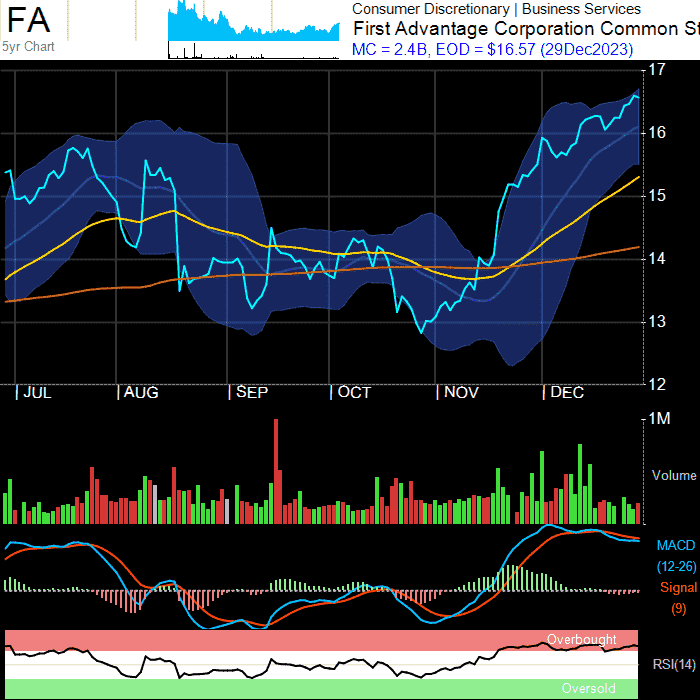 FA
5yr Chart
Consumer Discretionary | Business Services
First Advantage Corporation Common St
MC = 2.4B, EOD = $16.57 (29Dec2023)
17
16
15
14
13
12
| JUL | AUG | SEP | OCT | NOV | DEC
1M
Volume
MACD
(12-26)
Signal
(9)
Overbought
RSI(14)
Oversold